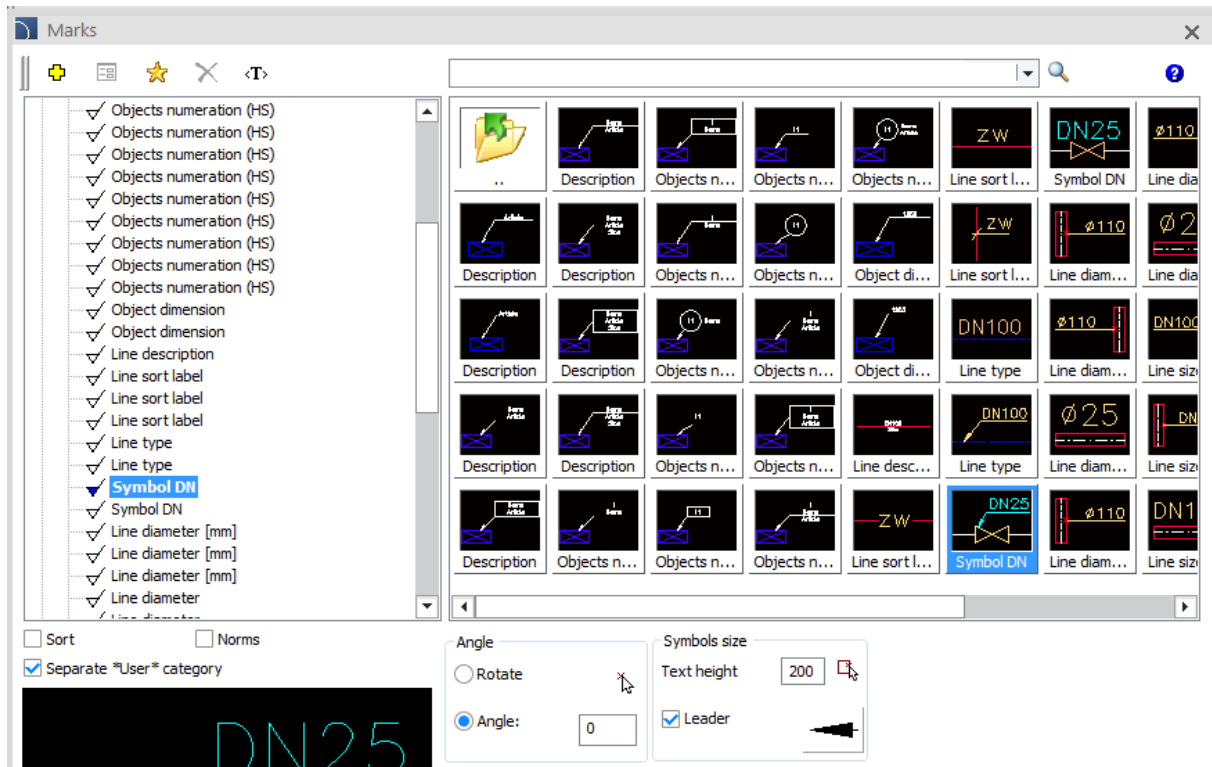 Marks
<T>
Objects numeration (HS)
Objects numeration (HS)
Objects numeration (HS)
Objects numeration (HS)
Objects numeration (HS)
Objects numeration (HS)
Objects numeration (HS)
Objects numeration (HS)
Objects numeration (HS)
Object dimension
Object dimension
Line description
Line sort label
Line sort label
Line sort label
Line type
Line type
Symbol DN
Symbol DN
Line diameter [mm]
Line diameter [mm]
Line diameter [mm]
Line diameter
ZW DN25 ø110
.. Description Objects n... Objects n... Objects n... Line sort l... Symbol DN Line dia
ZW ø110 Ø2
Description Description Objects n... Objects n... Object di... Line sort l... Line diam... Line dia
DN100 ø110 DN100
Description Description Objects n... Objects n... Object di... Line type Line diam... Line siz
DN100 Ø25 DN
Description Description Objects n... Objects n... Line desc... Line type Line diam... Line siz
ZW DN25 ø110 DN1
Description Objects n... Objects n... Objects n... Line sort l... Symbol DN Line diam... Line siz
Sort Norms
Separate *User* category
DN25
Angle
Rotate
Angle: 0
Symbols size
Text height 200
Leader